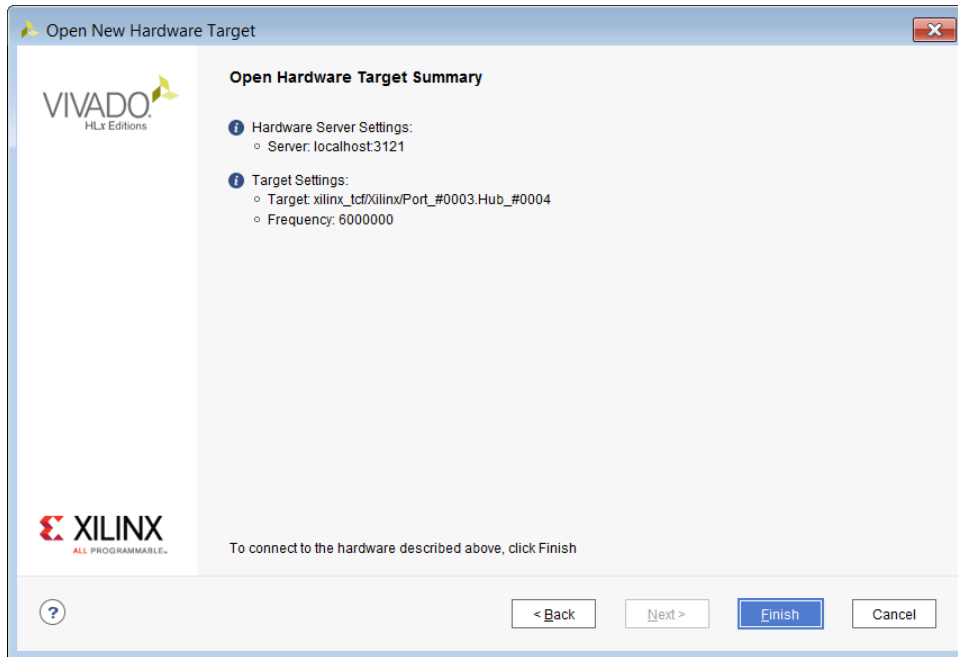 Open New Hardware Target
VIVADO.
HLx Editions
Open Hardware Target Summary
Hardware Server Settings:
Server: localhost:3121
Target Settings:
Target: xilinx_tcf/Xilinx/Port_#0003.Hub_#0004
Frequency: 6000000
XILINX
ALL PROGRAMMABLE™
To connect to the hardware described above, click Finish
?
< Back
Next >
Finish
Cancel